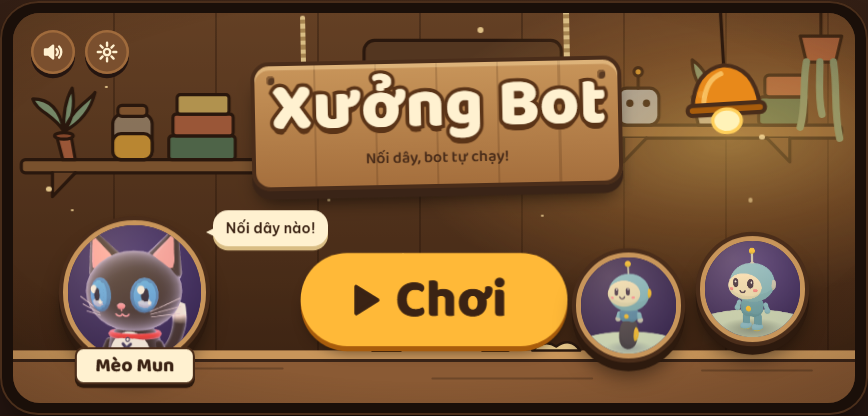 Xưởng Bot
Nối dây, bot tự chạy!
Nối dây nào!
Chơi
Mèo Mun